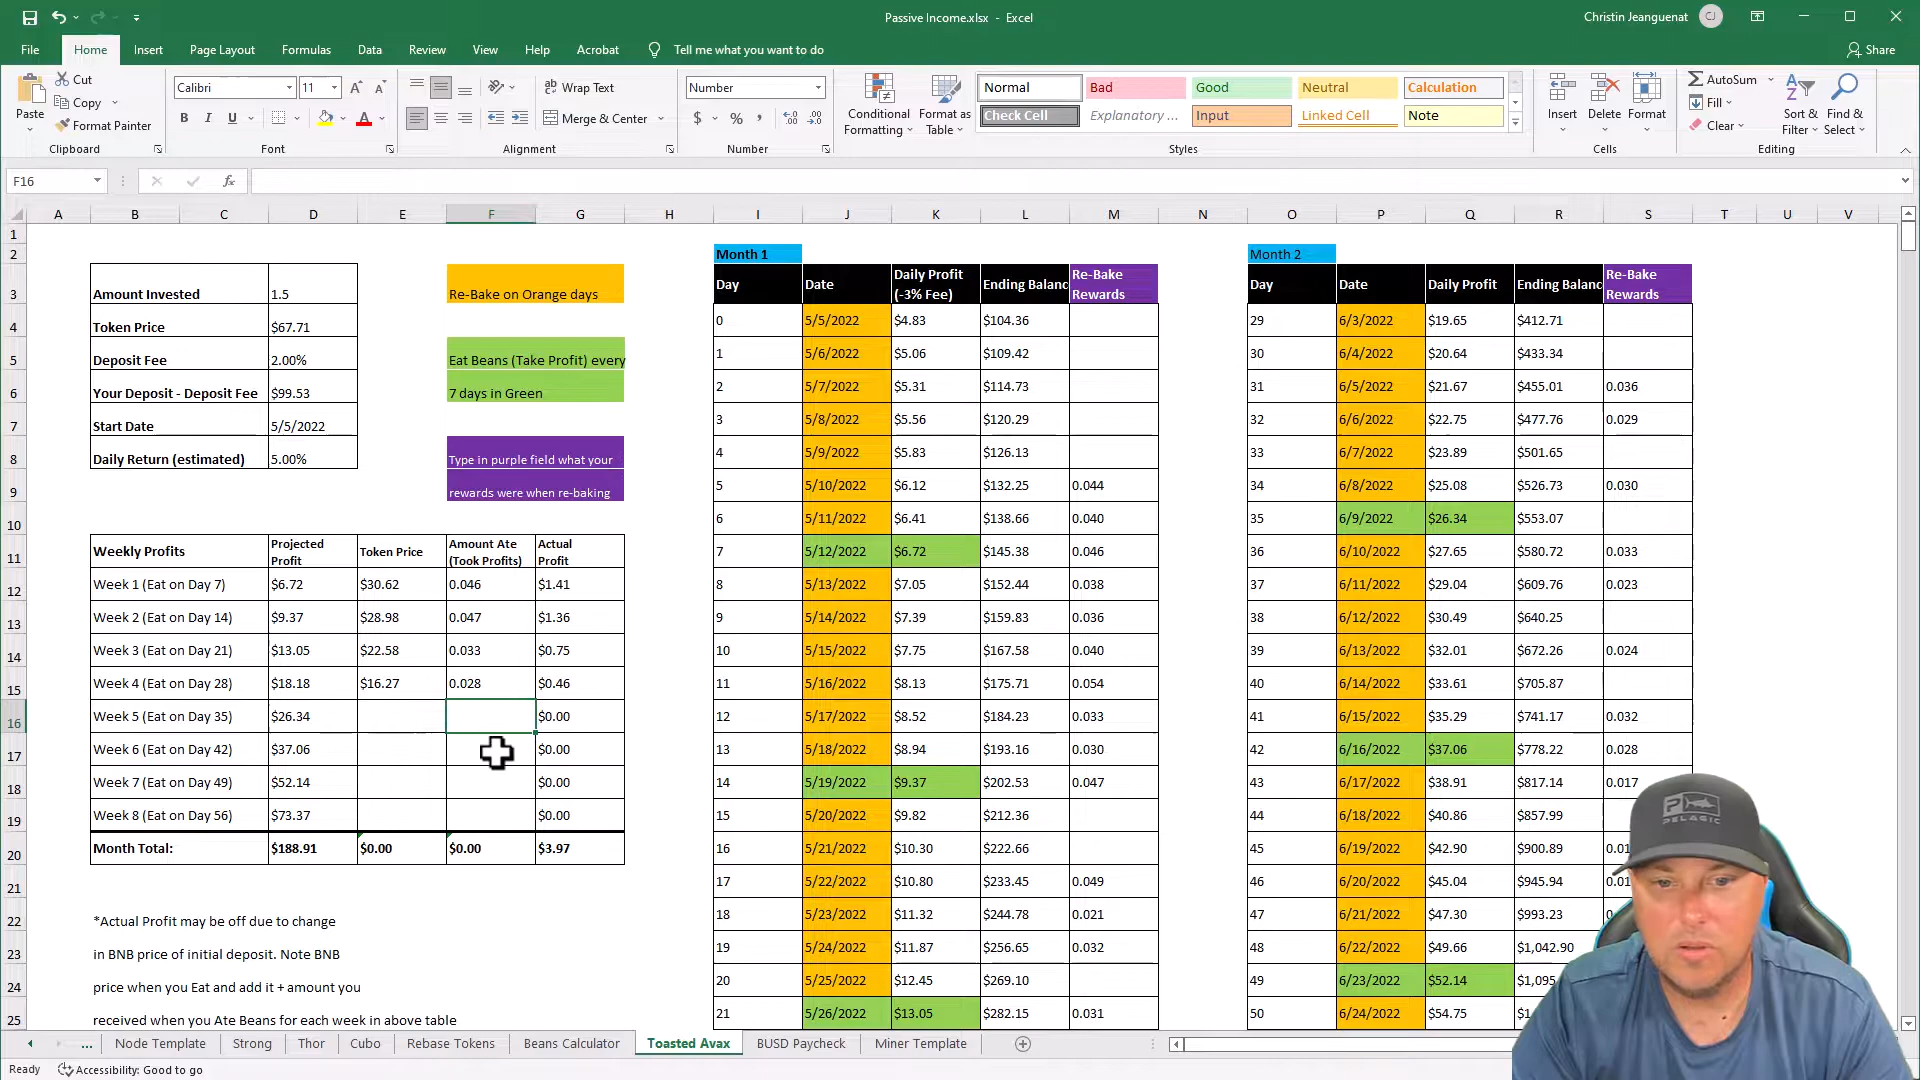 Passive Income.xlsx - Excel
Christin Jeanguenat CJ
File Home Insert Page Layout Formulas Data Review View Help Acrobat Tell me what you want to do Share
Paste Cut Copy Format Painter Clipboard
Calibri 11 A A B I U A Font
Wrap Text Merge & Center Alignment
Number $ % , Number
Conditional Formatting Format as Table
Normal Bad Good Neutral Calculation
Check Cell Explanatory ... Input Linked Cell Note
Styles
Insert Delete Format Cells
AutoSum Fill Clear Sort & Filter Find & Select Editing
F16 fx
A B C D E F G H I J K L M N O P Q R S T U V
1
2 Month 1 Month 2
3 Amount Invested 1.5 Re-Bake on Orange days Day Date Daily Profit (-3% Fee) Ending Balanc Re-Bake Rewards Day Date Daily Profit Ending Balanc Re-Bake Rewards
4 Token Price $67.71 0 5/5/2022 $4.83 $104.36 29 6/3/2022 $19.65 $412.71
5 Deposit Fee 2.00% Eat Beans (Take Profit) every 1 5/6/2022 $5.06 $109.42 30 6/4/2022 $20.64 $433.34
6 Your Deposit - Deposit Fee $99.53 7 days in Green 2 5/7/2022 $5.31 $114.73 31 6/5/2022 $21.67 $455.01 0.036
7 Start Date 5/5/2022 3 5/8/2022 $5.56 $120.29 32 6/6/2022 $22.75 $477.76 0.029
8 Daily Return (estimated) 5.00% Type in purple field what your 4 5/9/2022 $5.83 $126.13 33 6/7/2022 $23.89 $501.65
9 rewards were when re-baking 5 5/10/2022 $6.12 $132.25 0.044 34 6/8/2022 $25.08 $526.73 0.030
10 6 5/11/2022 $6.41 $138.66 0.040 35 6/9/2022 $26.34 $553.07
11 Weekly Profits Projected Profit Token Price Amount Ate (Took Profits) Actual Profit 7 5/12/2022 $6.72 $145.38 0.046 36 6/10/2022 $27.65 $580.72 0.033
12 Week 1 (Eat on Day 7) $6.72 $30.62 0.046 $1.41 8 5/13/2022 $7.05 $152.44 0.038 37 6/11/2022 $29.04 $609.76 0.023
13 Week 2 (Eat on Day 14) $9.37 $28.98 0.047 $1.36 9 5/14/2022 $7.39 $159.83 0.036 38 6/12/2022 $30.49 $640.25
14 Week 3 (Eat on Day 21) $13.05 $22.58 0.033 $0.75 10 5/15/2022 $7.75 $167.58 0.040 39 6/13/2022 $32.01 $672.26 0.024
15 Week 4 (Eat on Day 28) $18.18 $16.27 0.028 $0.46 11 5/16/2022 $8.13 $175.71 0.054 40 6/14/2022 $33.61 $705.87
16 Week 5 (Eat on Day 35) $26.34 $0.00 12 5/17/2022 $8.52 $184.23 0.033 41 6/15/2022 $35.29 $741.17 0.032
17 Week 6 (Eat on Day 42) $37.06 $0.00 13 5/18/2022 $8.94 $193.16 0.030 42 6/16/2022 $37.06 $778.22 0.028
18 Week 7 (Eat on Day 49) $52.14 $0.00 14 5/19/2022 $9.37 $202.53 0.047 43 6/17/2022 $38.91 $817.14 0.017
19 Week 8 (Eat on Day 56) $73.37 $0.00 15 5/20/2022 $9.82 $212.36 44 6/18/2022 $40.86 $857.99
20 Month Total: $188.91 $0.00 $0.00 $3.97 16 5/21/2022 $10.30 $222.66 45 6/19/2022 $42.90 $900.89
21 17 5/22/2022 $10.80 $233.45 0.049 46 6/20/2022 $45.04 $945.94
22 *Actual Profit may be off due to change 18 5/23/2022 $11.32 $244.78 0.021 47 6/21/2022 $47.30 $993.23
23 in BNB price of initial deposit. Note BNB 19 5/24/2022 $11.87 $256.65 0.032 48 6/22/2022 $49.66 $1,042.90
24 price when you Eat and add it + amount you 20 5/25/2022 $12.45 $269.10 49 6/23/2022 $52.14 $1,095
25 received when you Ate Beans for each week in above table 21 5/26/2022 $13.05 $282.15 0.031 50 6/24/2022 $54.75
... Node Template Strong Thor Cubo Rebase Tokens Beans Calculator Toasted Avax BUSD Paycheck Miner Template
Ready Accessibility: Good to go
PELAGIC